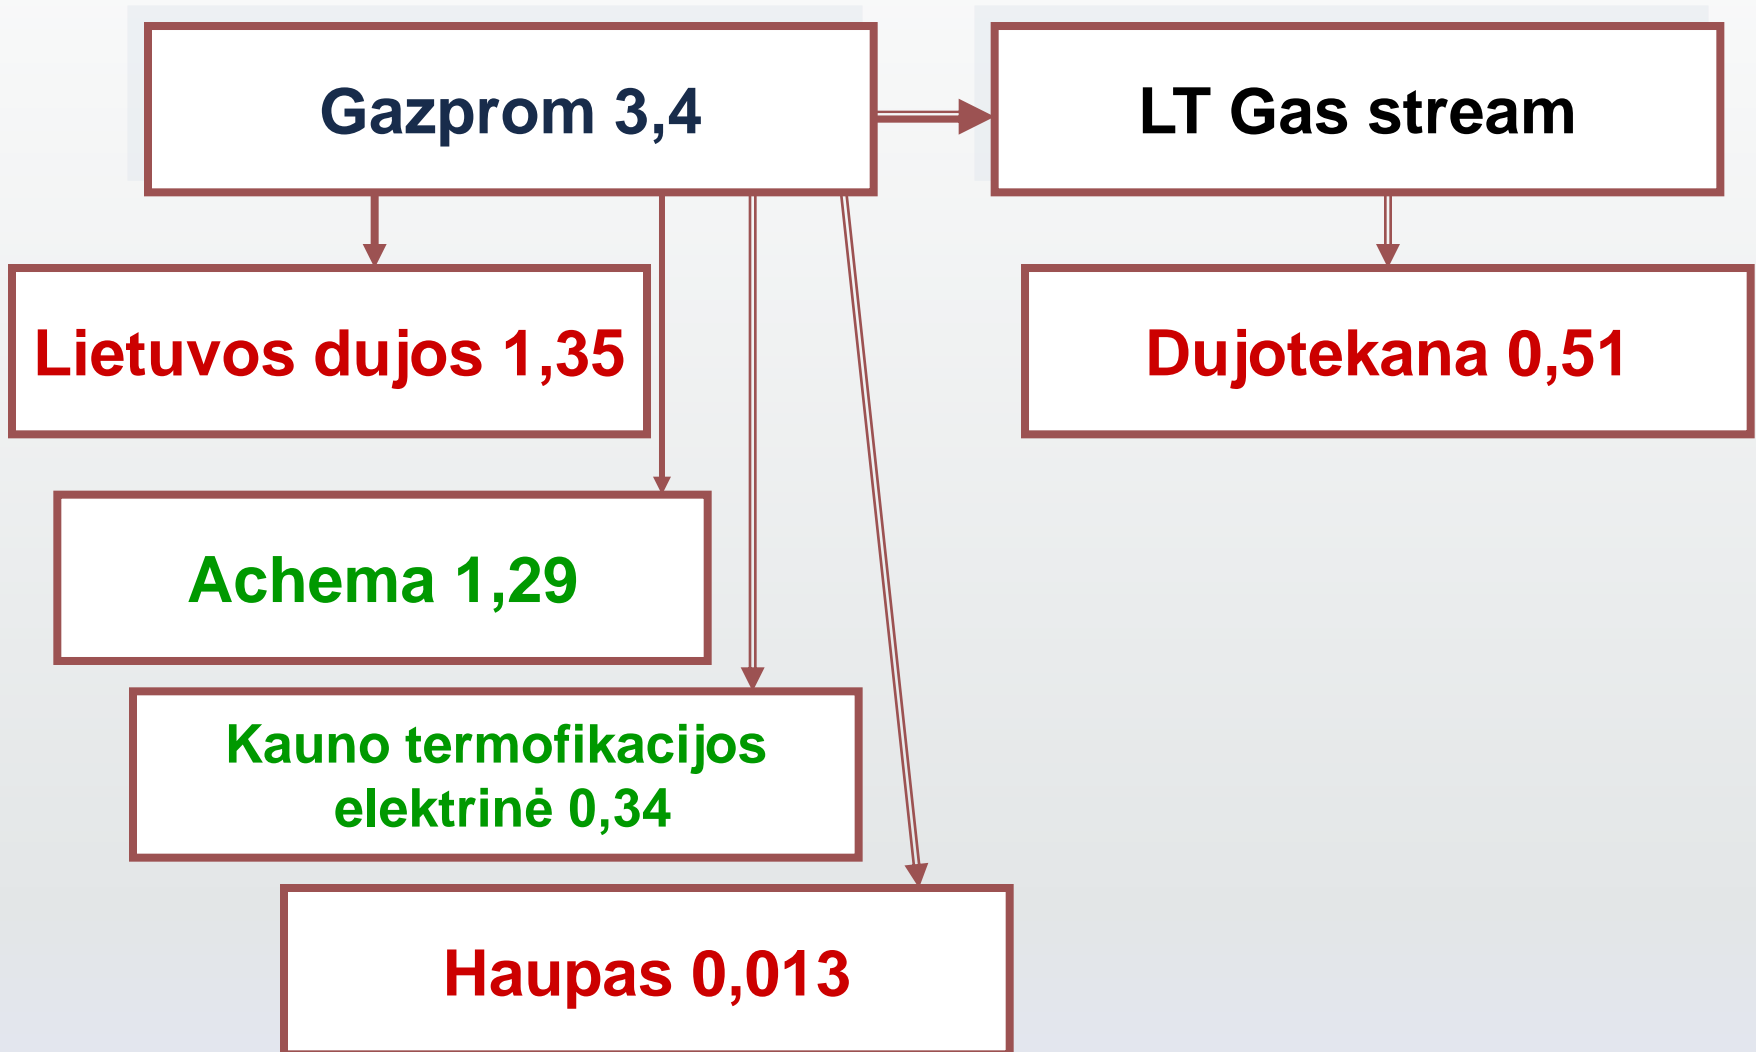 Gazprom 3,4
LT Gas stream
Lietuvos dujos 1,35
Dujotekana 0,51
Achema 1,29
Kauno termofikacijos
elektrinė 0,34
Haupas 0,013